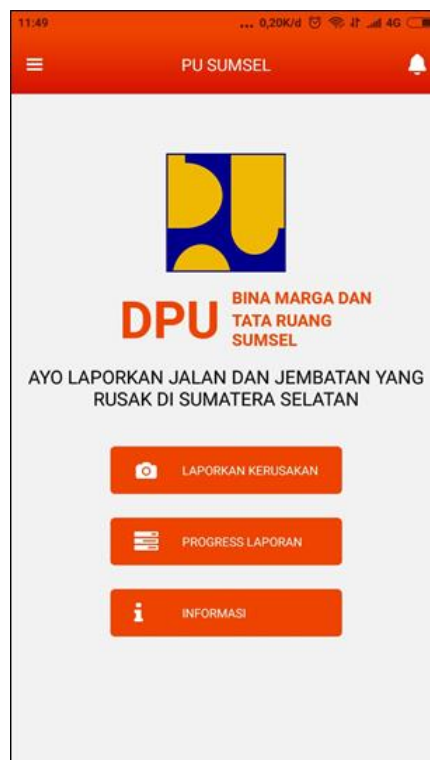 11:49 ... 0,20K/d 4G
PU SUMSEL
DPU
BINA MARGA DAN
TATA RUANG
SUMSEL
AYO LAPORKAN JALAN DAN JEMBATAN YANG
RUSAK DI SUMATERA SELATAN
LAPORKAN KERUSAKAN
PROGRESS LAPORAN
INFORMASI